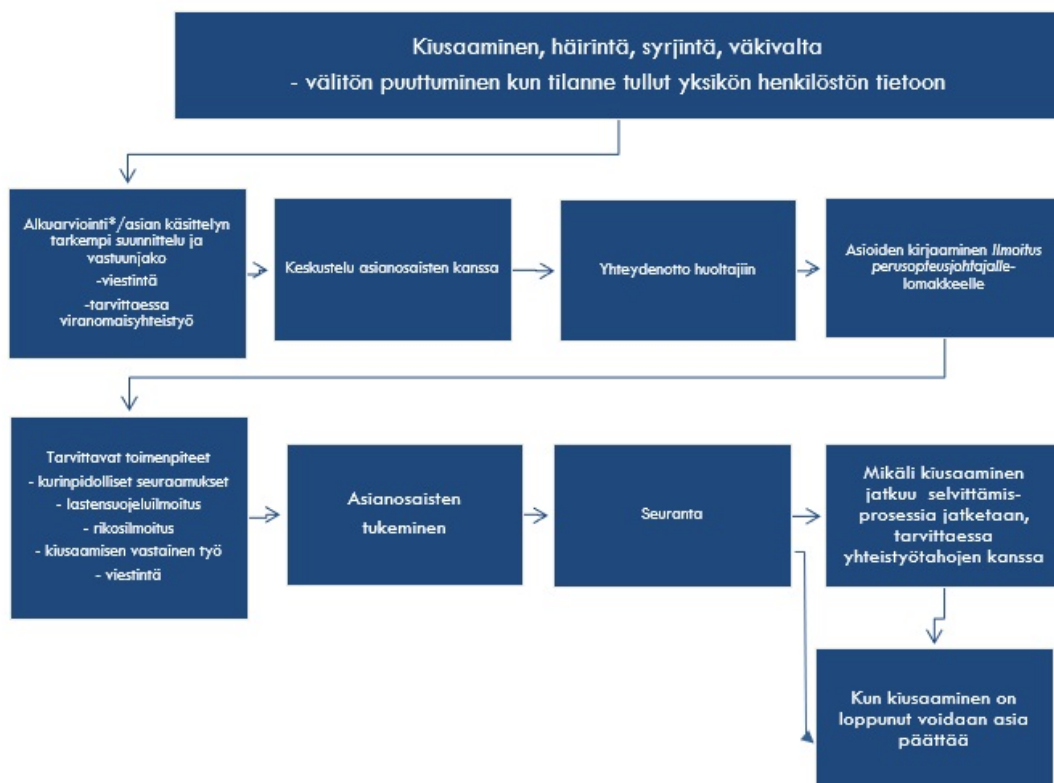 Kiusaaminen, häirintä, syrjintä, väkivalta
- välitön puuttuminen kun tilanne tullut yksikön henkilöstön tietoon
Alkuarviointi*/asian käsittelyn
tarkempi suunnittelu ja
vastuunjako
-viestintä
-tarvittaessa
viranomaisyhteistyö
Keskustelu asianosaisten kanssa
Yhteydenotto huoltajiin
Asioiden kirjaaminen Ilmoitus
perusopteusjohtajalle-
lomakkeelle
Tarvittavat toimenpiteet
- kurinpidolliset seuraamukset
- lastensuojeluilmoitus
- rikosilmoitus
- kiusaamisen vastainen työ
- viestintä
Asianosaisten
tukeminen
Seuranta
Mikäli kiusaaminen
jatkuu selvittämis-
prosessia jatketaan,
tarvittaessa
yhteistyötahojen kanssa
Kun kiusaaminen on
loppunut voidaan asia
päättää